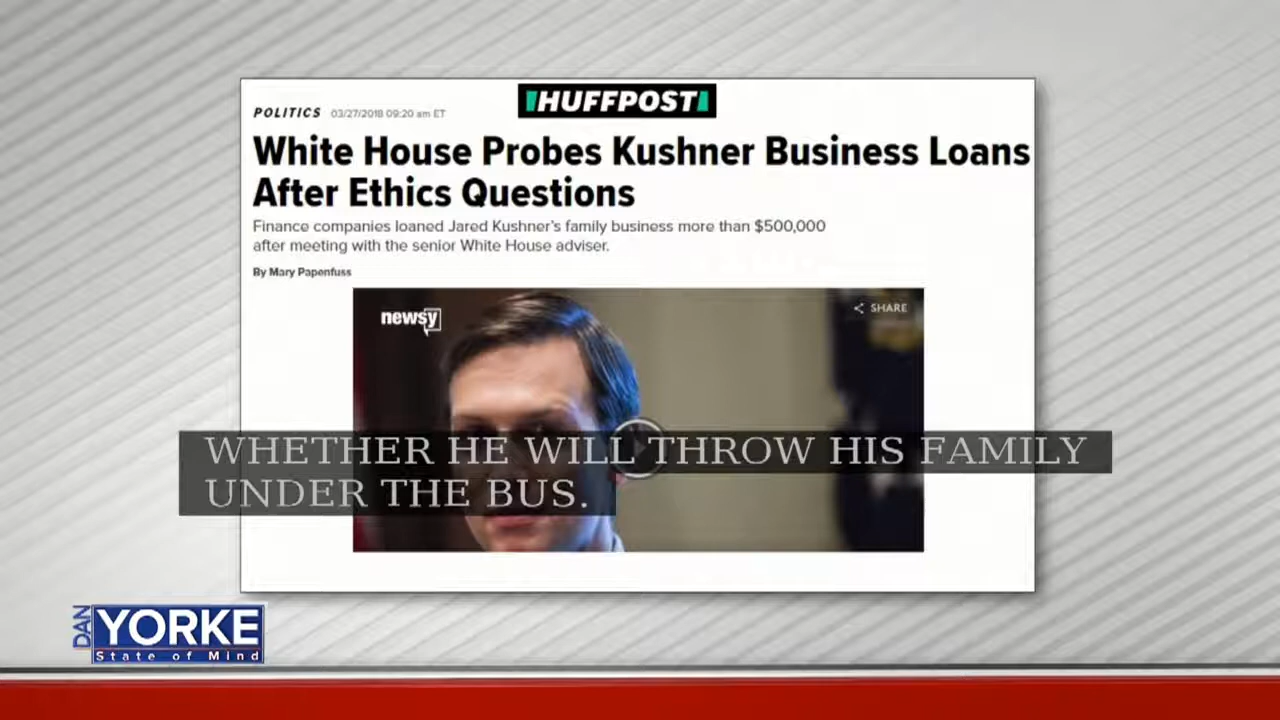 HUFFPOST
POLITICS 03/27/2018 09:20 am ET
White House Probes Kushner Business Loans
After Ethics Questions
Finance companies loaned Jared Kushner's family business more than $500,000
after meeting with the senior White House adviser.
By Mary Papenfuss
newsy
SHARE
WHETHER HE WILL THROW HIS FAMILY
UNDER THE BUS.
DAN
YORKE
State of Mind